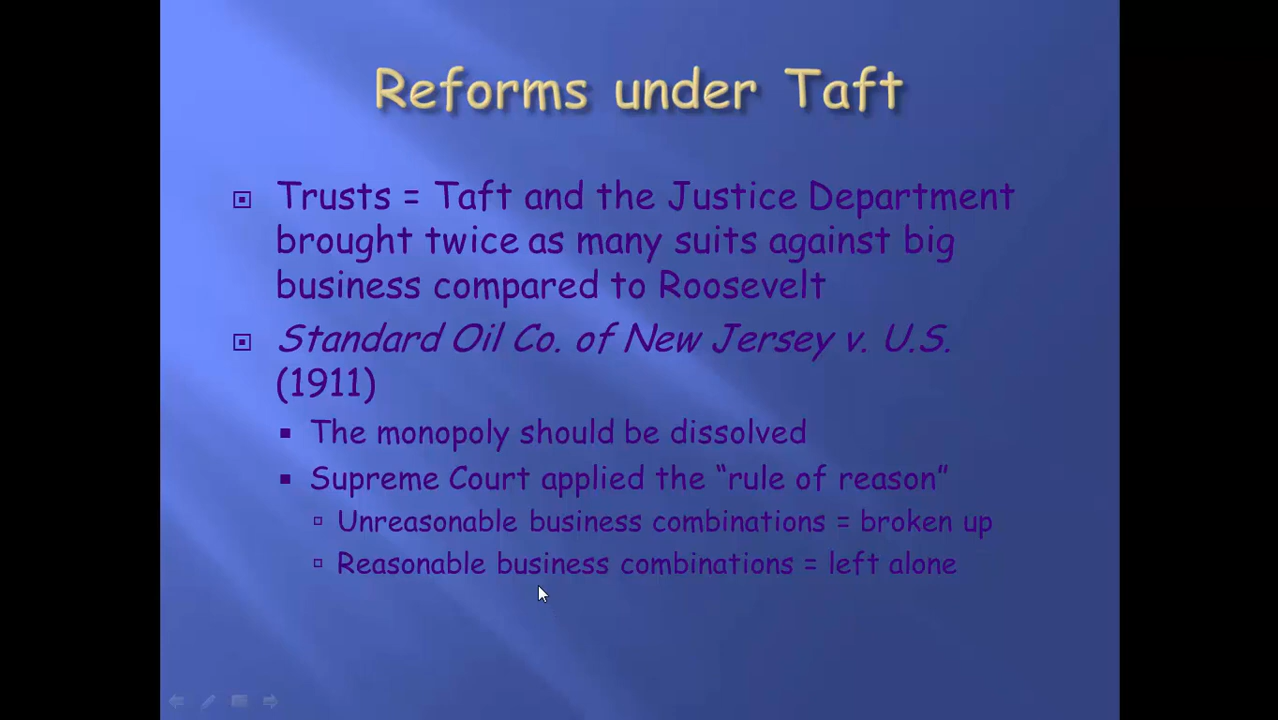 Reforms under Taft
Trusts = Taft and the Justice Department
brought twice as many suits against big
business compared to Roosevelt
Standard Oil Co. of New Jersey v. U.S.
(1911)
The monopoly should be dissolved
Supreme Court applied the “rule of reason”
Unreasonable business combinations = broken up
Reasonable business combinations = left alone